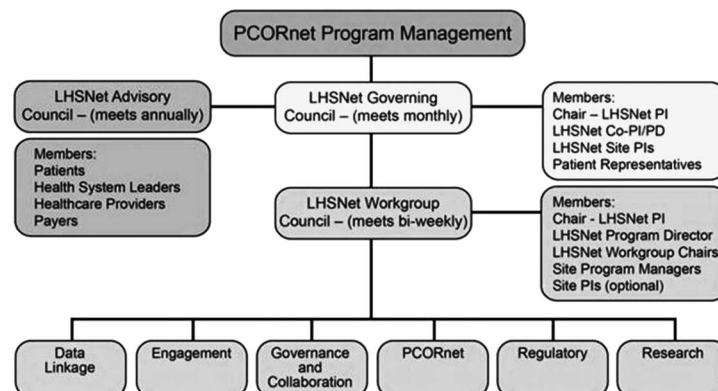 PCORnet Program Management
LHSNet Advisory
Council – (meets annually)
LHSNet Governing
Council – (meets monthly)
Members:
Chair – LHSNet PI
LHSNet Co-PI/PD
LHSNet Site PIs
Patient Representatives
Members:
Patients
Health System Leaders
Healthcare Providers
Payers
LHSNet Workgroup
Council – (meets bi-weekly)
Members:
Chair - LHSNet PI
LHSNet Program Director
LHSNet Workgroup Chairs
Site Program Managers
Site PIs (optional)
Data
Linkage
Engagement
Governance
and
Collaboration
PCORnet
Regulatory
Research